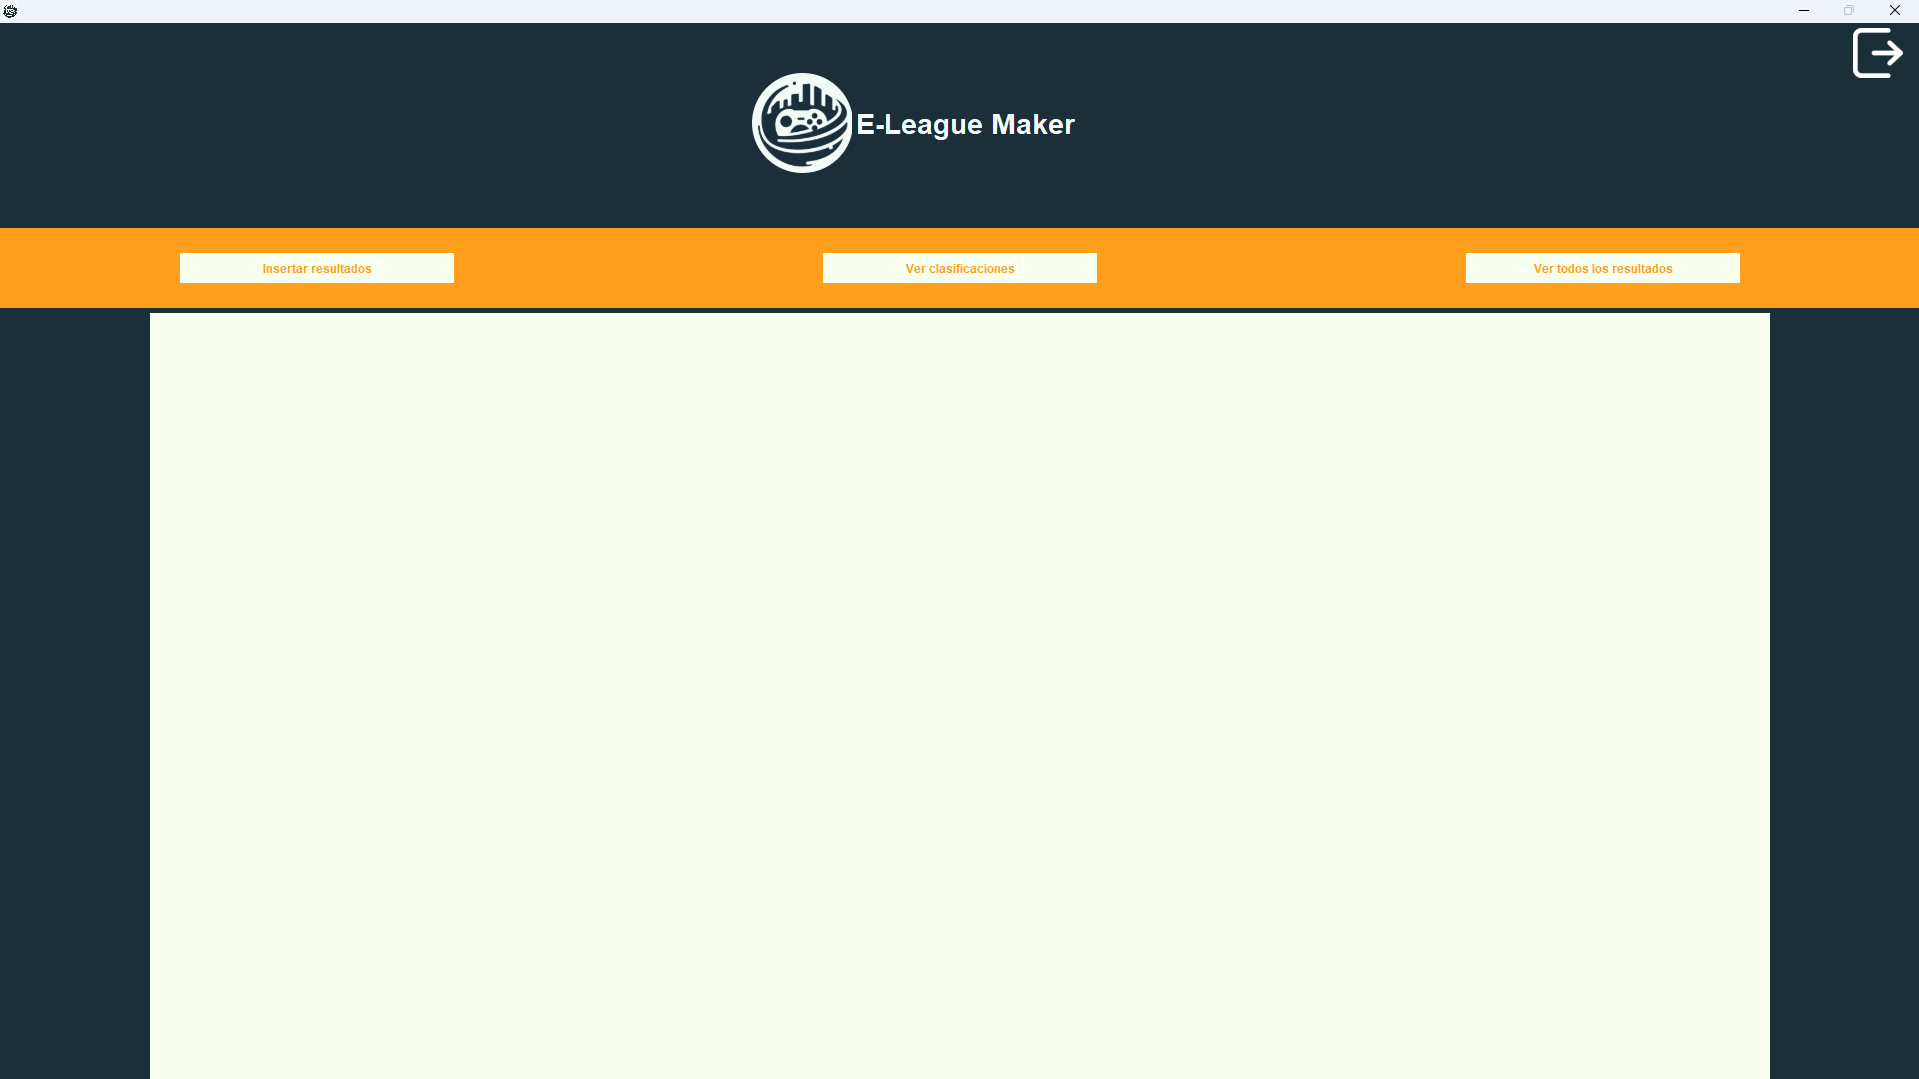 E-League Maker
Insertar resultados
Ver clasificaciones
Ver todos los resultados